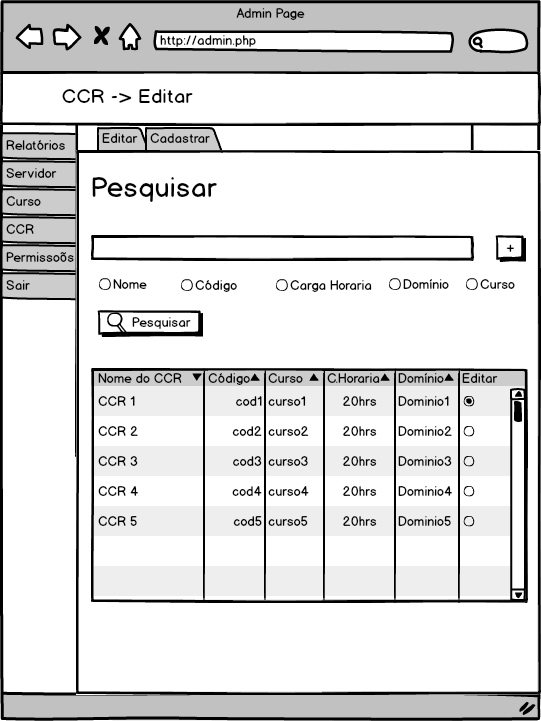 Admin Page
http://admin.php
CCR -> Editar
Editar Cadastrar
Relatórios
Servidor
Curso
CCR
Permissoõs
Sair
Pesquisar
+
Nome Código Carga Horaria Domínio Curso
Pesquisar
Nome do CCR Código Curso C.Horaria Domínio Editar
CCR 1 cod1 curso1 20hrs Dominio1
CCR 2 cod2 curso2 20hrs Dominio2
CCR 3 cod3 curso3 20hrs Dominio3
CCR 4 cod4 curso4 20hrs Dominio4
CCR 5 cod5 curso5 20hrs Dominio5